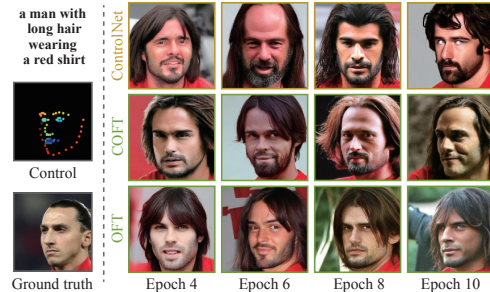 a man with
long hair
wearing
a red shirt
Control
Ground truth
ControlNet
COFT
OFT
Epoch 4
Epoch 6
Epoch 8
Epoch 10